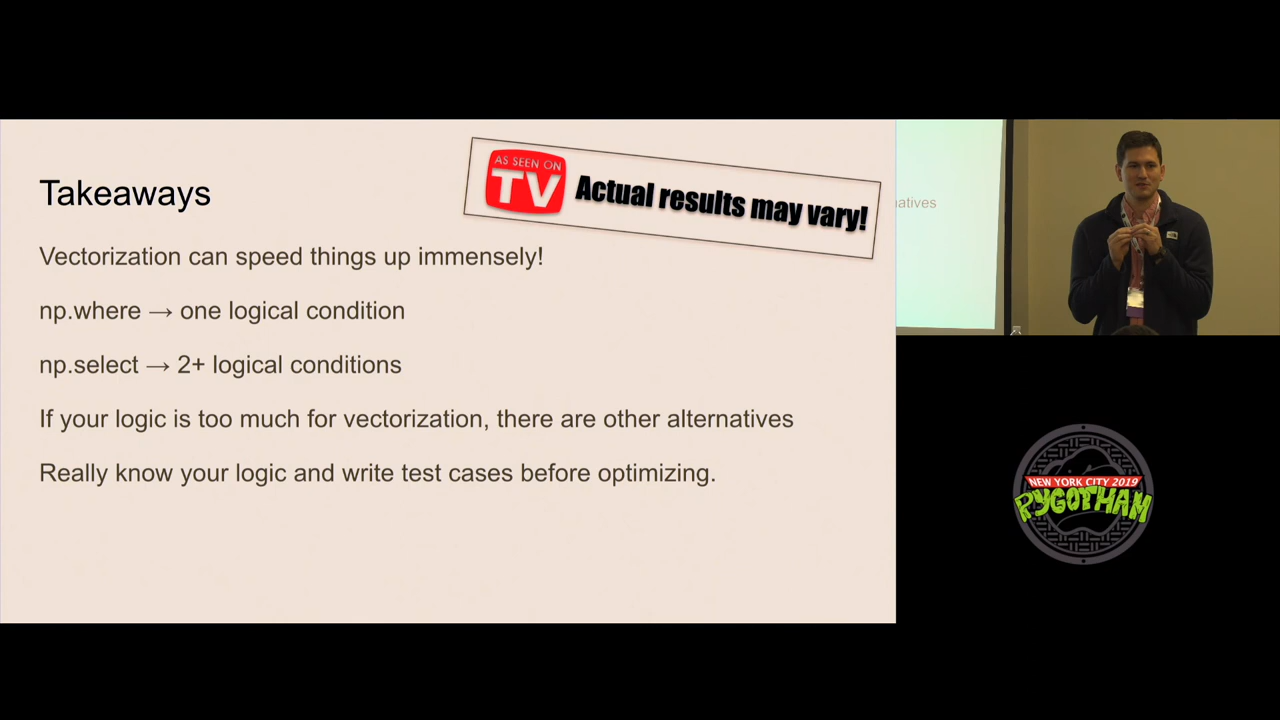 Takeaways
AS SEEN ON
TV
Actual results may vary!
Vectorization can speed things up immensely!
np.where → one logical condition
np.select → 2+ logical conditions
If your logic is too much for vectorization, there are other alternatives
Really know your logic and write test cases before optimizing.
natives
NEW YORK CITY 2019
PYGOTHAM